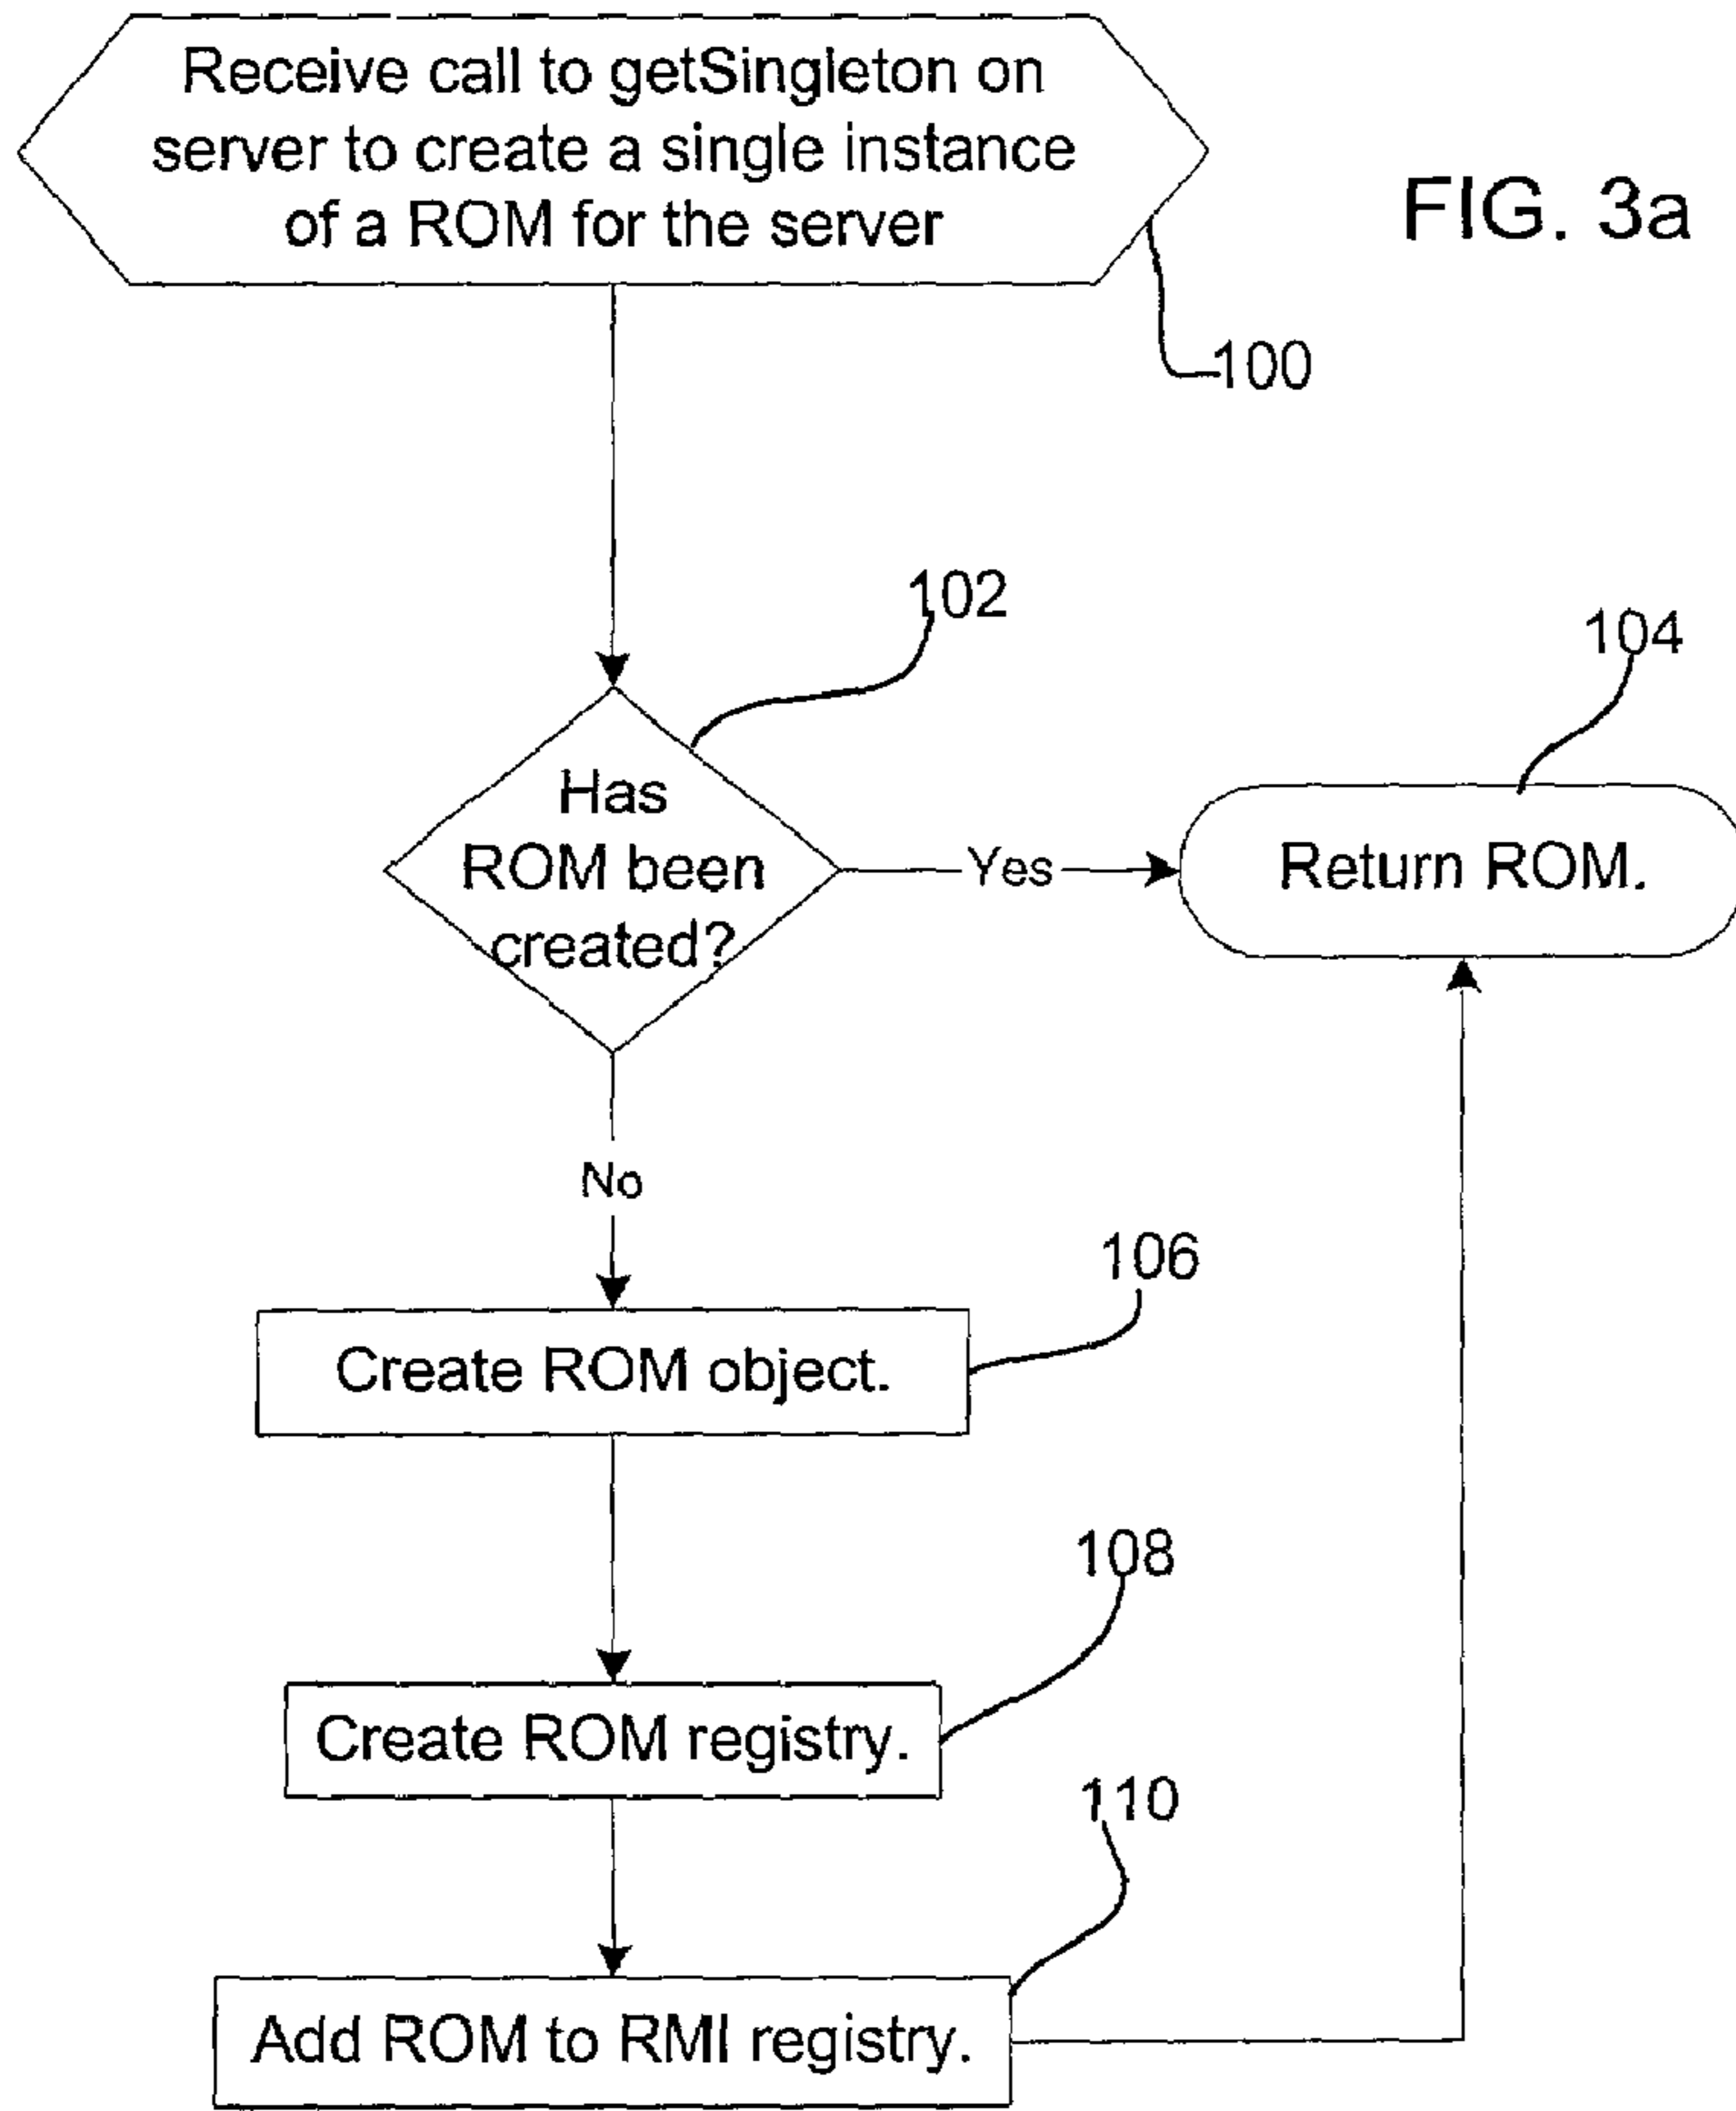 Receive call to getSingleton on
server to create a single instance
of a ROM for the server
FIG. 3a
100
102
104
Has
ROM been
created?
Yes
Return ROM.
No
106
Create ROM object.
108
Create ROM registry.
110
Add ROM to RMI registry.